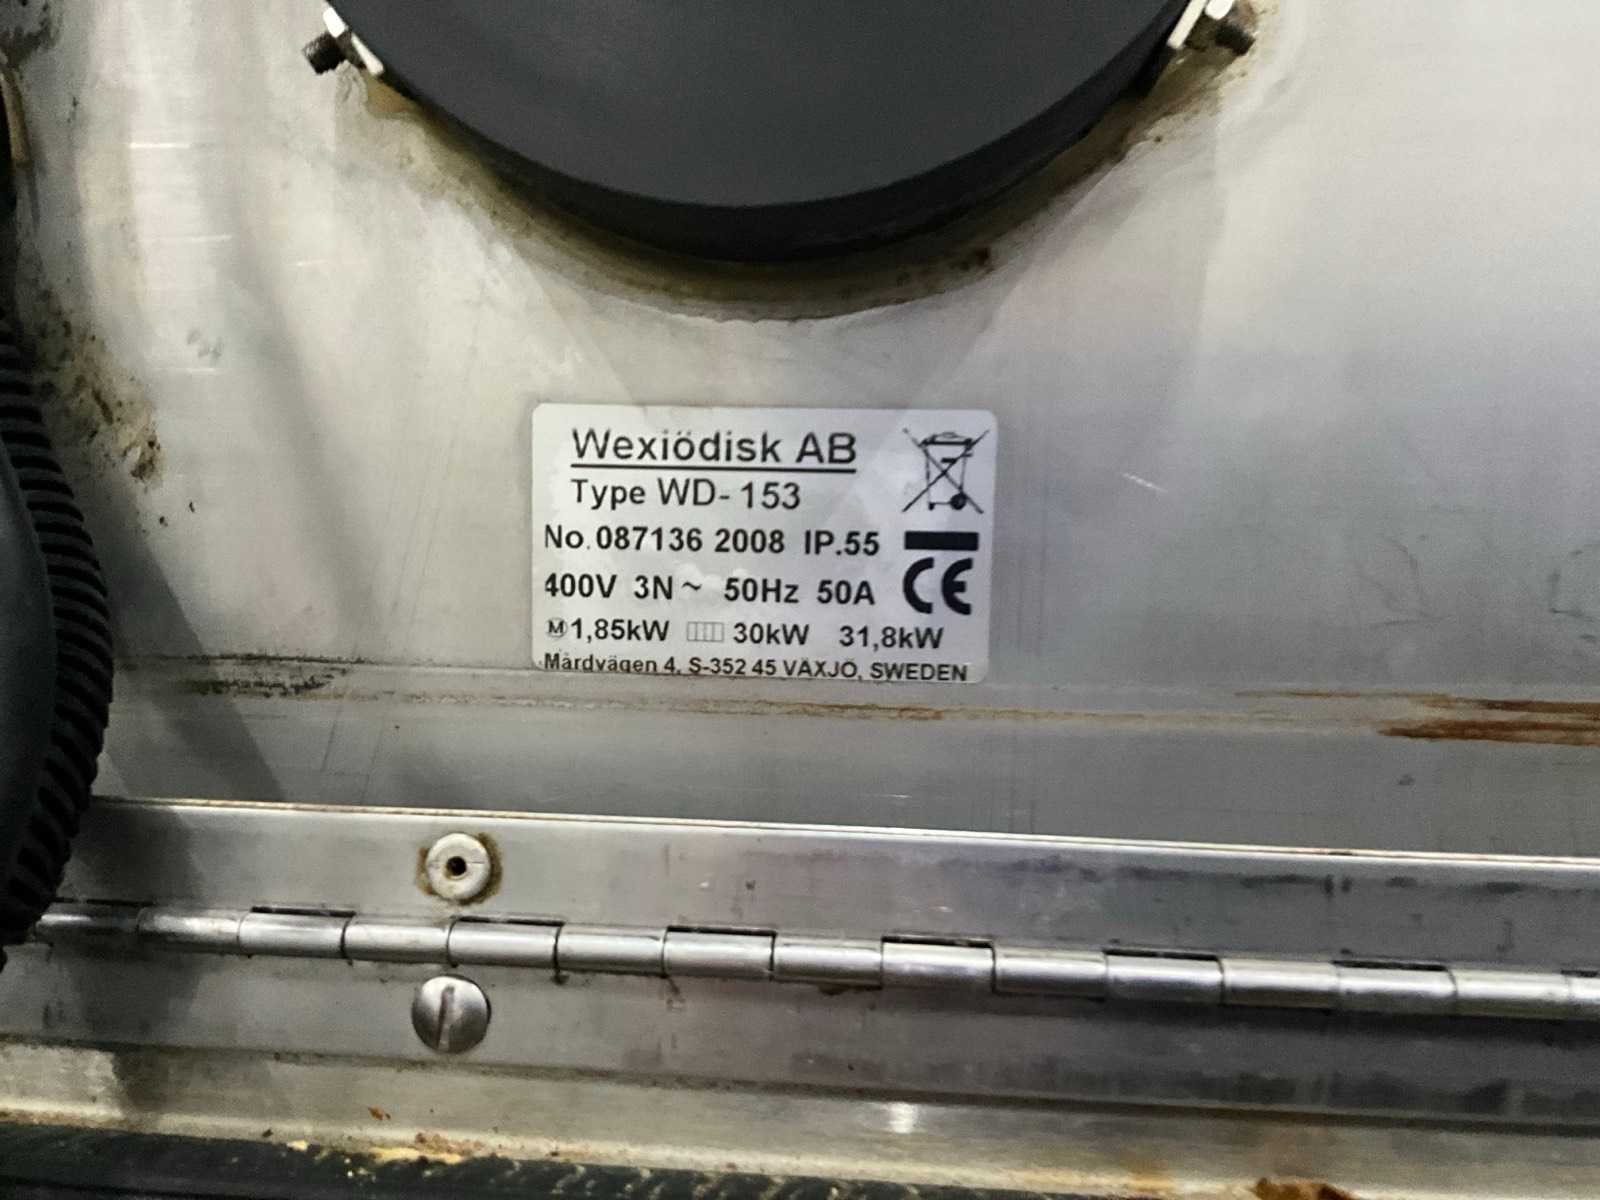 Wexiödisk AB
Type WD-153
No.087136 2008 IP.55
400V 3N~ 50Hz 50A CE
M 1,85kW 30kW 31,8kW
Mårdvägen 4, S-352 45 VÄXJÖ, SWEDEN